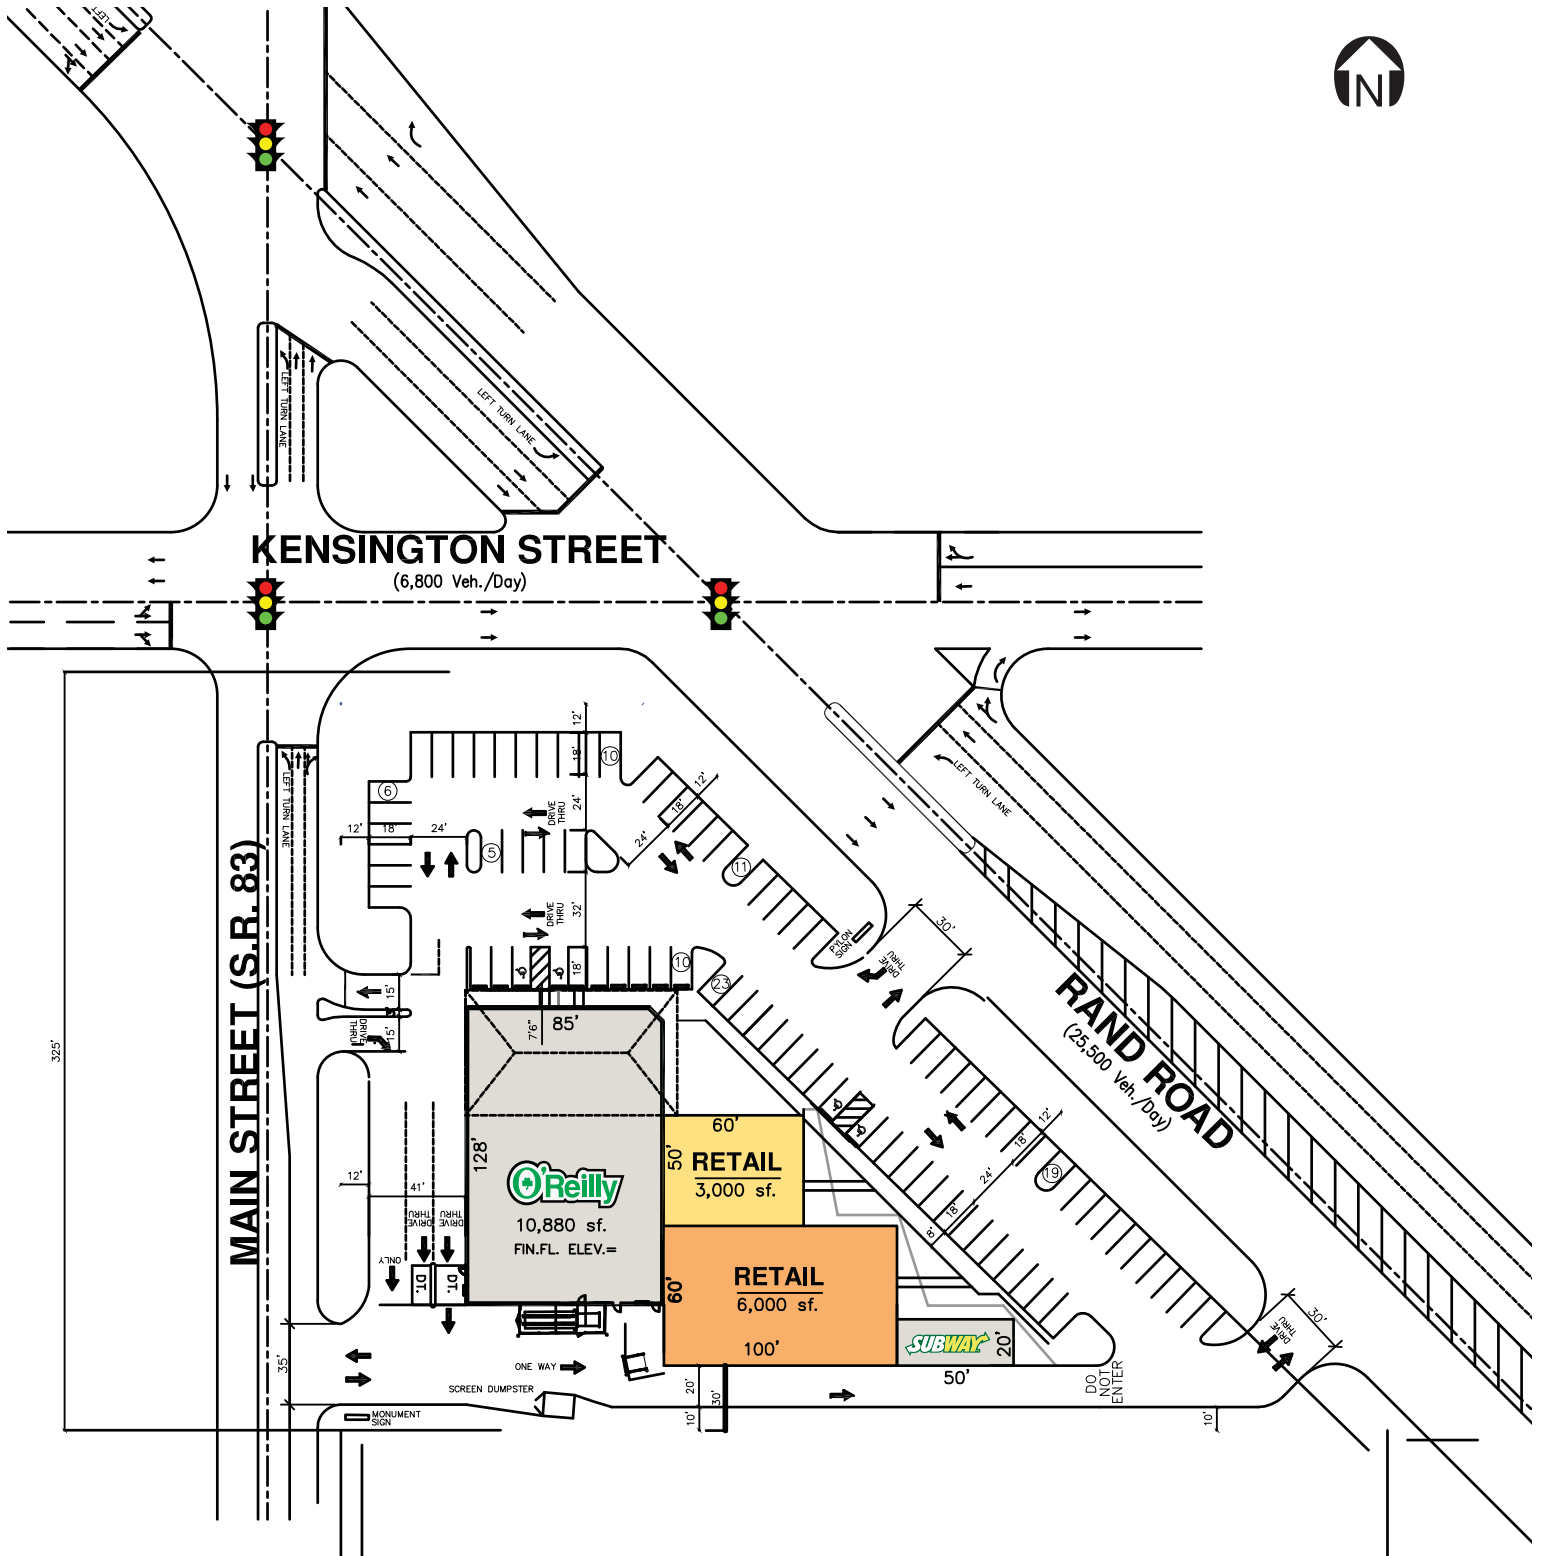 LEFT
N
LEFT TURN LANE
LEFT TURN LANE
KENSINGTON STREET
(6,800 Veh./Day)
12'
18'
10
12'
18'
6
24'
DRIVE
THRU
LEFT TURN LANE
LEFT TURN LANE
12'
18'
24'
5
24'
11
MAIN STREET (S.R. 83)
32'
DRIVE
THRU
30'
PYLON
SIGN
DRIVE
THRU
10
18'
23
15'
15'
DRIVE
THRU
RAND ROAD
(25,500 Veh./Day)
325'
85'
7'6"
60'
50'
RETAIL
3,000 sf.
128'
12'
18'
24'
19
18'
8'
12'
41'
O'Reilly
10,880 sf.
FIN.FL. ELEV.=
DRIVE
THRU
DRIVE
THRU
ONLY
DT.
DT.
60'
RETAIL
6,000 sf.
100'
SUBWAY
20'
50'
30'
DRIVE
THRU
35'
ONE WAY
SCREEN DUMPSTER
MONUMENT
SIGN
20'
10'
30'
DO
NOT
ENTER
10'